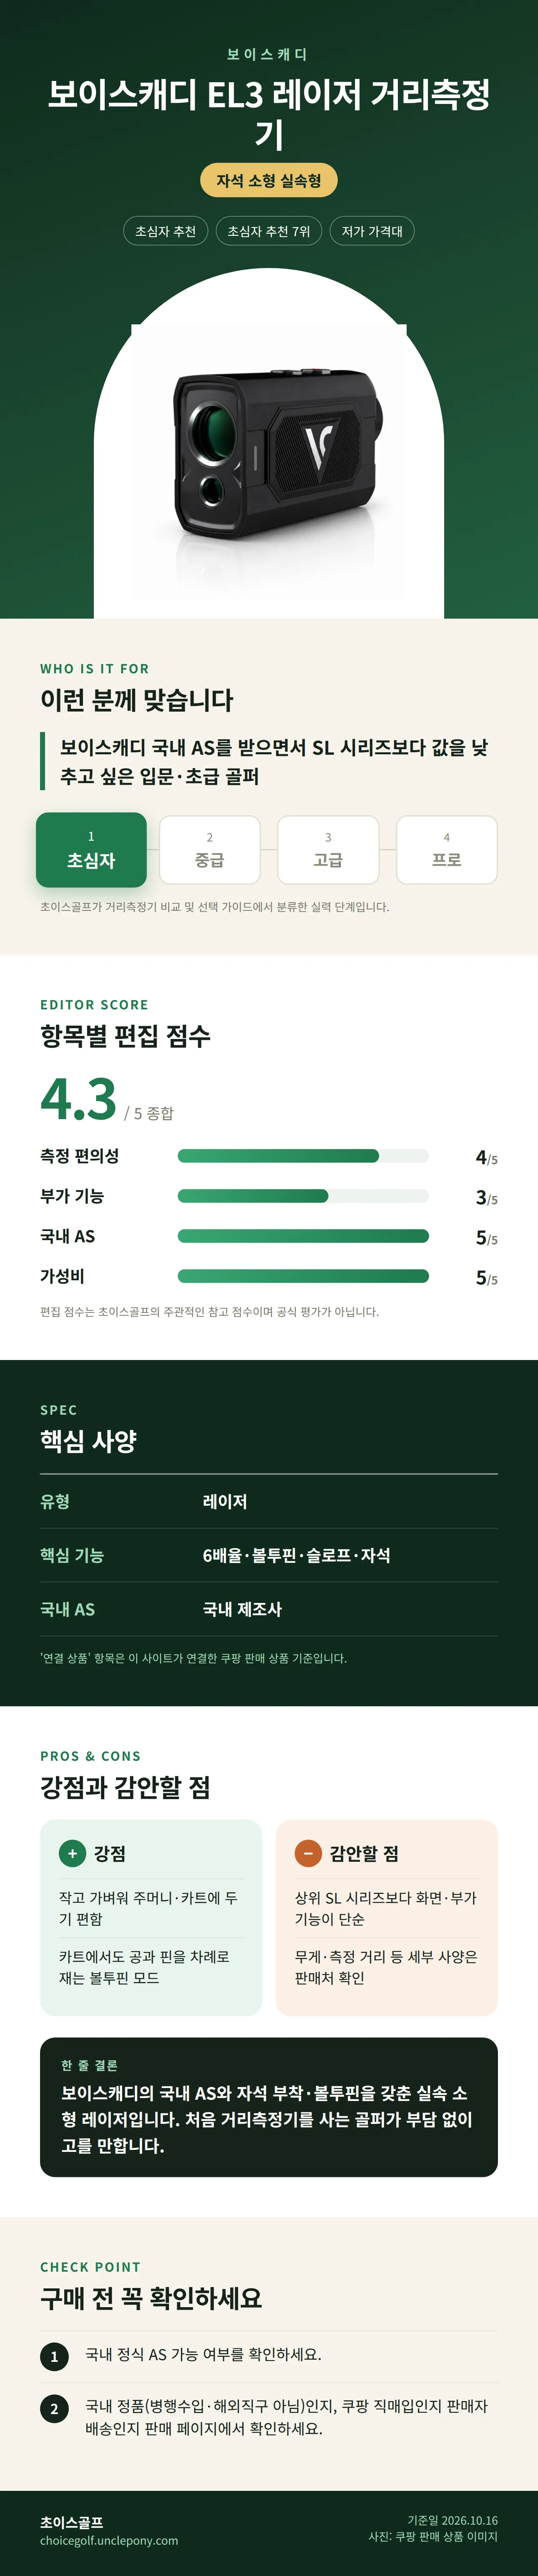 보이스캐디
보이스캐디 EL3 레이저 거리측정
기
자석 소형 실속형
초심자 추천
초심자 추천 7위
저가 가격대
WHO IS IT FOR
이런 분께 맞습니다
보이스캐디 국내 AS를 받으면서 SL 시리즈보다 값을 낮
추고 싶은 입문·초급 골퍼
1
초심자
2
중급
3
고급
4
프로
초이스골프가 거리측정기 비교 및 선택 가이드에서 분류한 실력 단계입니다.
EDITOR SCORE
항목별 편집 점수
4.3 / 5 종합
측정 편의성 4/5
부가 기능 3/5
국내 AS 5/5
가성비 5/5
편집 점수는 초이스골프의 주관적인 참고 점수이며 공식 평가가 아닙니다.
SPEC
핵심 사양
유형 레이저
핵심 기능 6배율·볼투핀·슬로프·자석
국내 AS 국내 제조사
'연결 상품' 항목은 이 사이트가 연결한 쿠팡 판매 상품 기준입니다.
PROS & CONS
강점과 감안할 점
+ 강점
작고 가벼워 주머니·카트에 두
기 편함
카트에서도 공과 핀을 차례로
재는 볼투핀 모드
− 감안할 점
상위 SL 시리즈보다 화면·부가
기능이 단순
무게·측정 거리 등 세부 사양은
판매처 확인
한 줄 결론
보이스캐디의 국내 AS와 자석 부착·볼투핀을 갖춘 실속 소
형 레이저입니다. 처음 거리측정기를 사는 골퍼가 부담 없이
고를 만합니다.
CHECK POINT
구매 전 꼭 확인하세요
1 국내 정식 AS 가능 여부를 확인하세요.
2 국내 정품(병행수입·해외직구 아님)인지, 쿠팡 직매입인지 판매자
배송인지 판매 페이지에서 확인하세요.
초이스골프
choicegolf.unclepony.com
기준일 2026.10.16
사진: 쿠팡 판매 상품 이미지